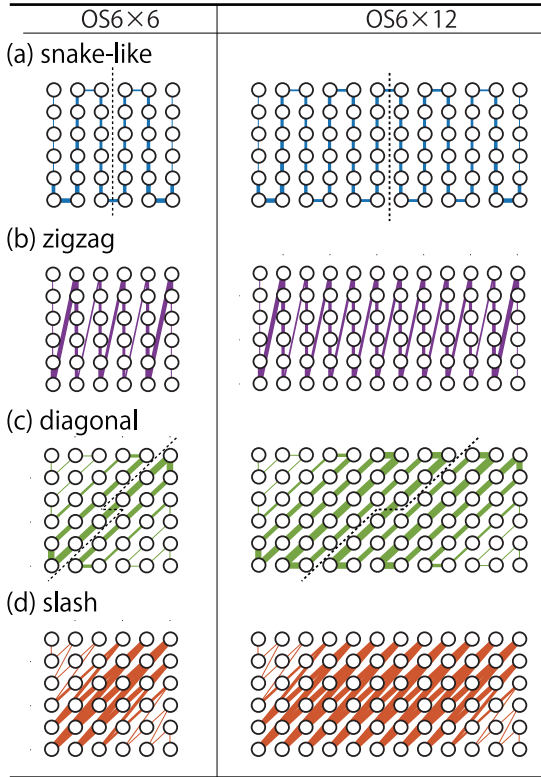 OS6×6 OS6×12
(a) snake-like
(b) zigzag
(c) diagonal
(d) slash